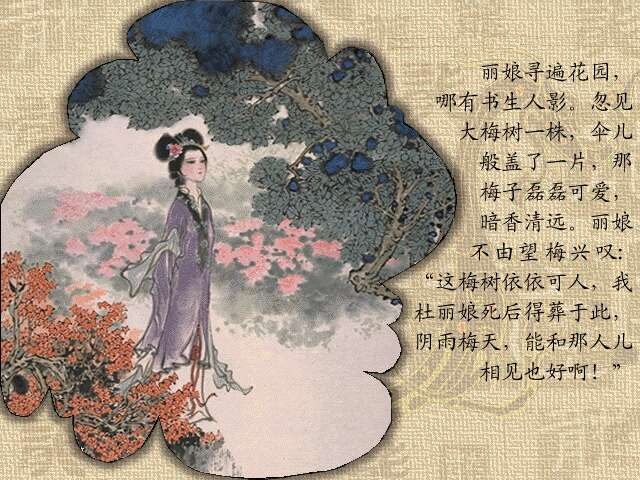 丽娘寻遍花园，
哪有书生人影。忽见
大梅树一株，伞儿
般盖了一片，那
梅子磊磊可爱，
暗香清远。丽娘
不由望梅兴叹：
“这梅树依依可人，我
杜丽娘死后得葬于此，
阴雨梅天，能和那人儿
相见也好啊！”